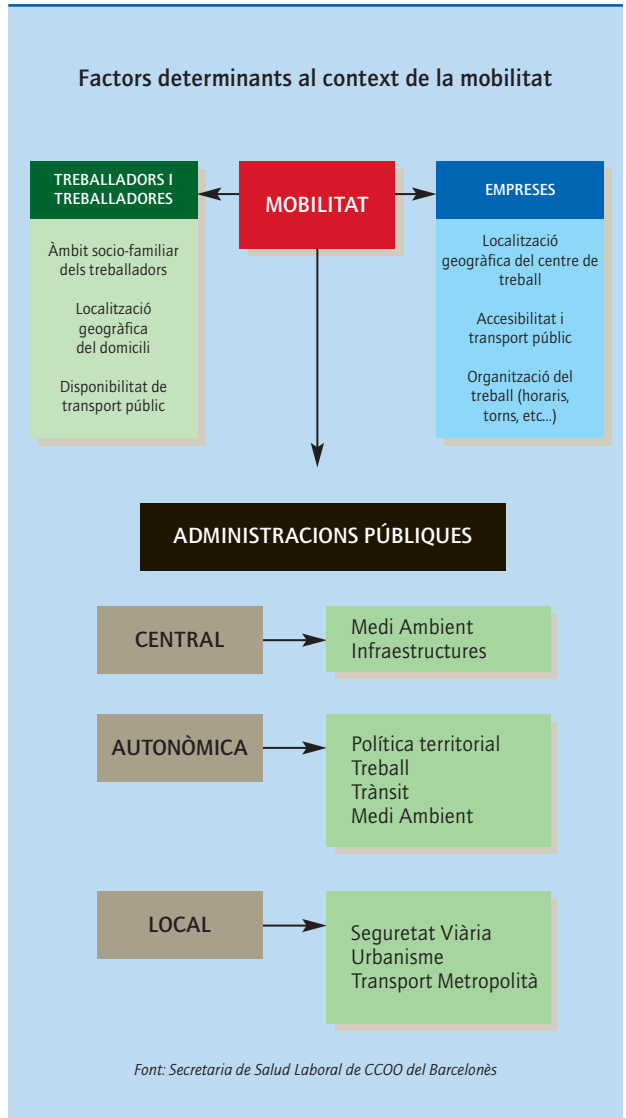 Factors determinants al context de la mobilitat
TREBALLADORS I
TREBALLADORES
Àmbit socio-familiar
dels treballadors
Localització
geogràfica
del domicili
Disponibilitat de
transport públic
MOBILITAT
EMPRESES
Localització
geogràfica del centre de
treball
Accesibilitat i
transport públic
Organització del
treball (horaris,
torns, etc...)
ADMINISTRACIONS PÚBLIQUES
CENTRAL
Medi Ambient
Infraestructures
AUTONÒMICA
Política territorial
Treball
Trànsit
Medi Ambient
LOCAL
Seguretat Viària
Urbanisme
Transport Metropolità
Font: Secretaria de Salud Laboral de CCOO del Barcelonès